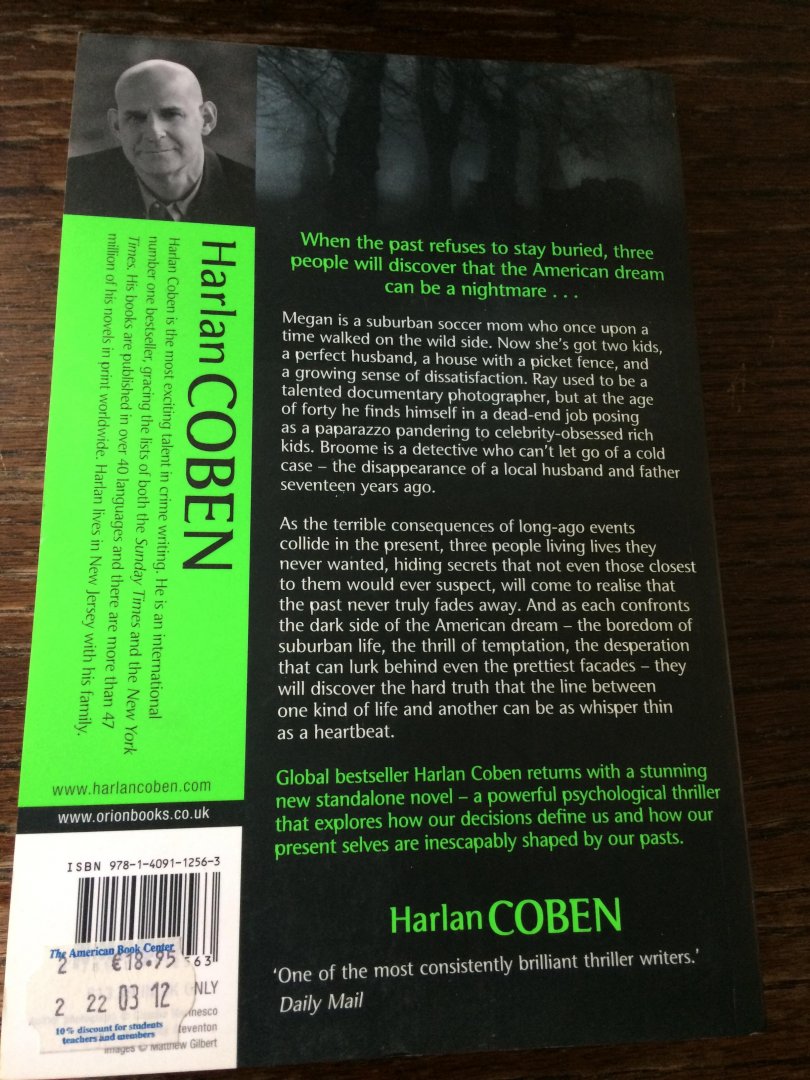 Harlan COBEN
Harlan Coben is the most exciting talent in crime writing. He is an international
number one bestseller, gracing the lists of both the Sunday Times and the New York
Times. His books are published in over 40 languages and there are more than 47
million of his novels in print worldwide. Harlan lives in New Jersey with his family.
www.harlancoben.com
www.orionbooks.co.uk
When the past refuses to stay buried, three
people will discover that the American dream
can be a nightmare . . .
Megan is a suburban soccer mom who once upon a
time walked on the wild side. Now she's got two kids,
a perfect husband, a house with a picket fence, and
a growing sense of dissatisfaction. Ray used to be a
talented documentary photographer, but at the age
of forty he finds himself in a dead-end job posing
as a paparazzo pandering to celebrity-obsessed rich
kids. Broome is a detective who can't let go of a cold
case – the disappearance of a local husband and father
seventeen years ago.
As the terrible consequences of long-ago events
collide in the present, three people living lives they
never wanted, hiding secrets that not even those closest
to them would ever suspect, will come to realise that
the past never truly fades away. And as each confronts
the dark side of the American dream – the boredom of
suburban life, the thrill of temptation, the desperation
that can lurk behind even the prettiest facades – they
will discover the hard truth that the line between
one kind of life and another can be as whisper thin
as a heartbeat.
Global bestseller Harlan Coben returns with a stunning
new standalone novel – a powerful psychological thriller
that explores how our decisions define us and how our
present selves are inescapably shaped by our pasts.
Harlan COBEN
'One of the most consistently brilliant thriller writers.'
Daily Mail
ISBN 978-1-4091-1256-3
The American Book Center
2 €18.95
2 22 03 12
10% discount for students
teachers and members
images © Matthew Gilbert